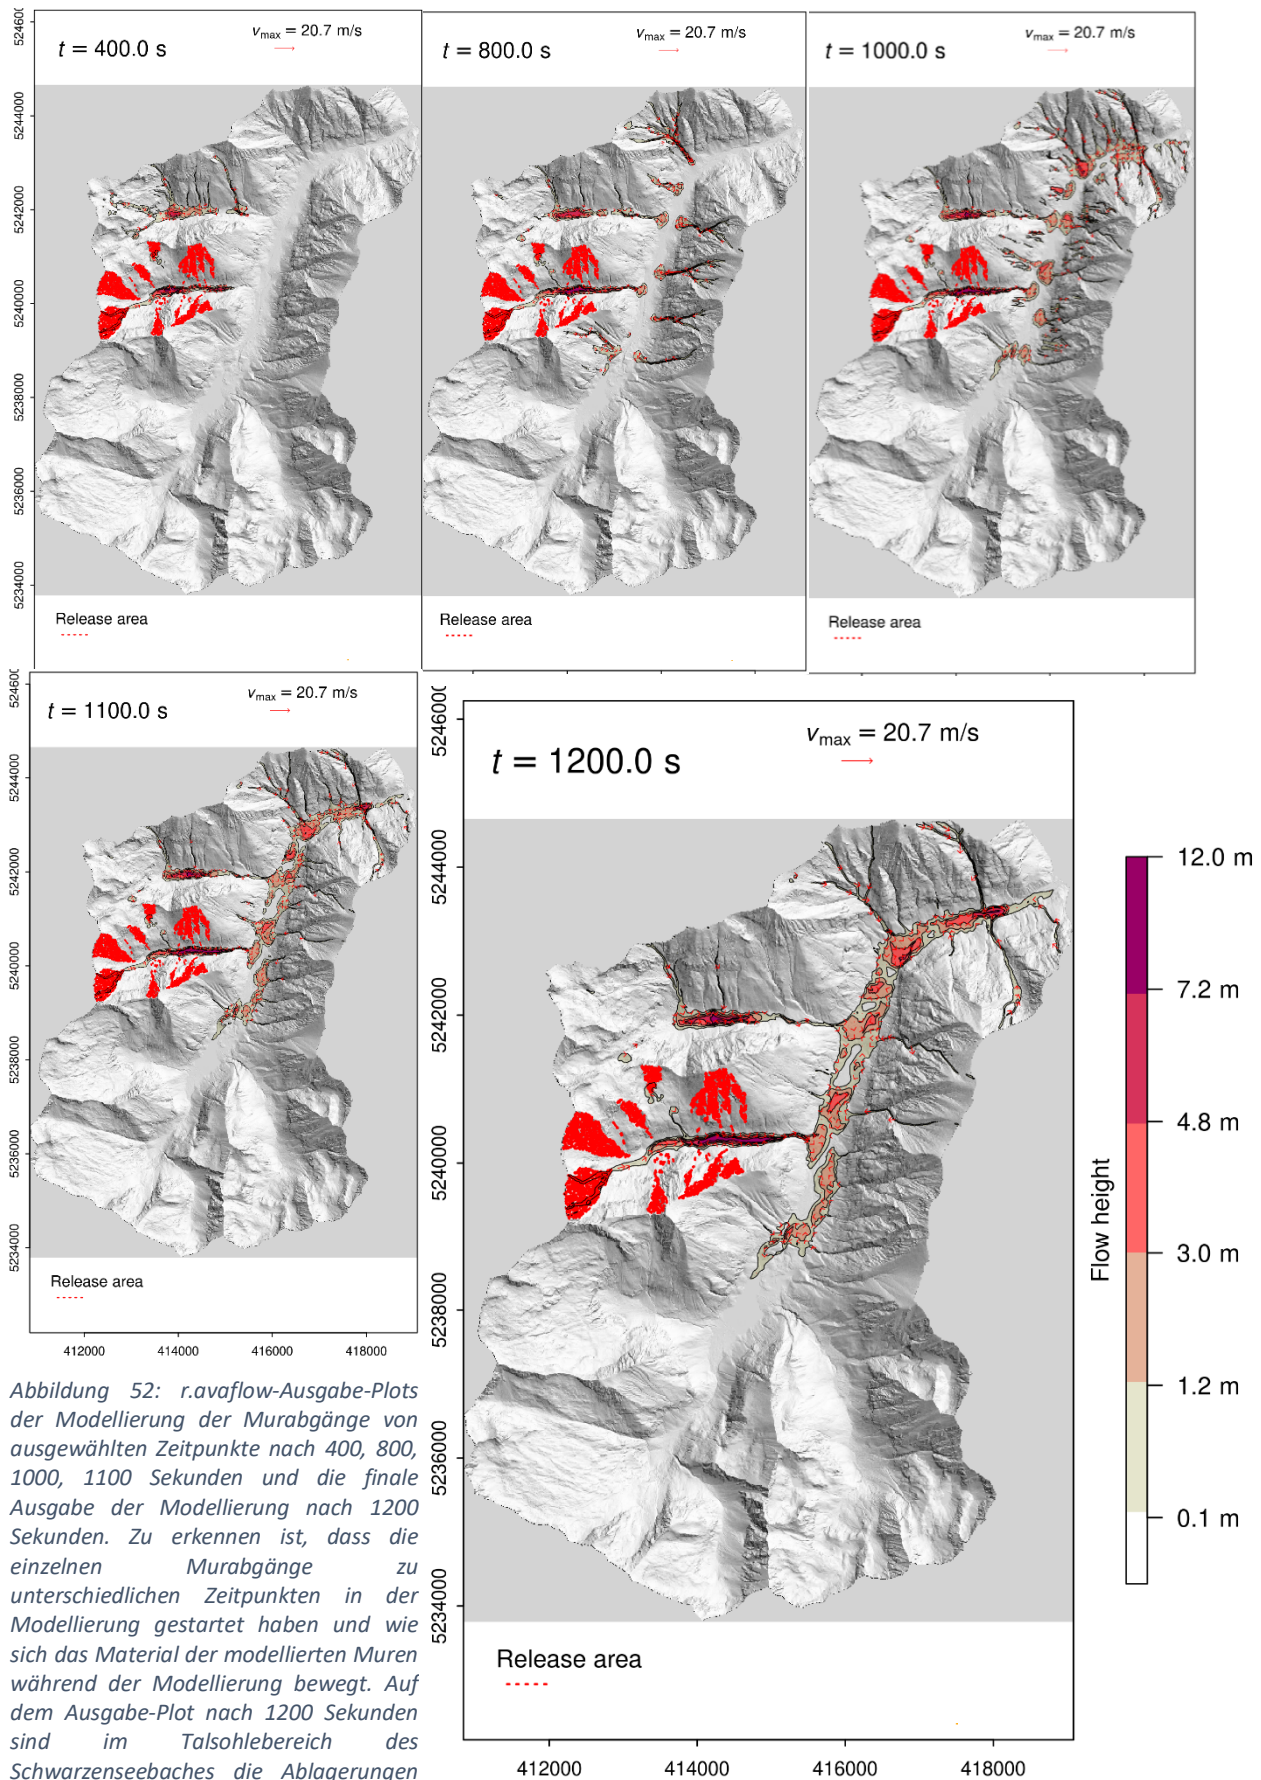 t = 400.0 s
vmax = 20.7 m/s
5244000
5242000
5240000
5238000
5236000
5234000
Release area
t = 800.0 s
vmax = 20.7 m/s
Release area
t = 1000.0 s
vmax = 20.7 m/s
Release area
t = 1100.0 s
vmax = 20.7 m/s
5244000
5242000
5240000
5238000
5236000
5234000
Release area
412000 414000 416000 418000
t = 1200.0 s
vmax = 20.7 m/s
5244000
5242000
5240000
5238000
5236000
5234000
Release area
412000 414000 416000 418000
Flow height
12.0 m
7.2 m
4.8 m
3.0 m
1.2 m
0.1 m
Abbildung 52: r.avaflow-Ausgabe-Plots
der Modellierung der Murabgänge von
ausgewählten Zeitpunkte nach 400, 800,
1000, 1100 Sekunden und die finale
Ausgabe der Modellierung nach 1200
Sekunden. Zu erkennen ist, dass die
einzelnen Murabgänge zu
unterschiedlichen Zeitpunkten in der
Modellierung gestartet haben und wie
sich das Material der modellierten Muren
während der Modellierung bewegt. Auf
dem Ausgabe-Plot nach 1200 Sekunden
sind im Talsohlebereich des
Schwarzenseebaches die Ablagerungen